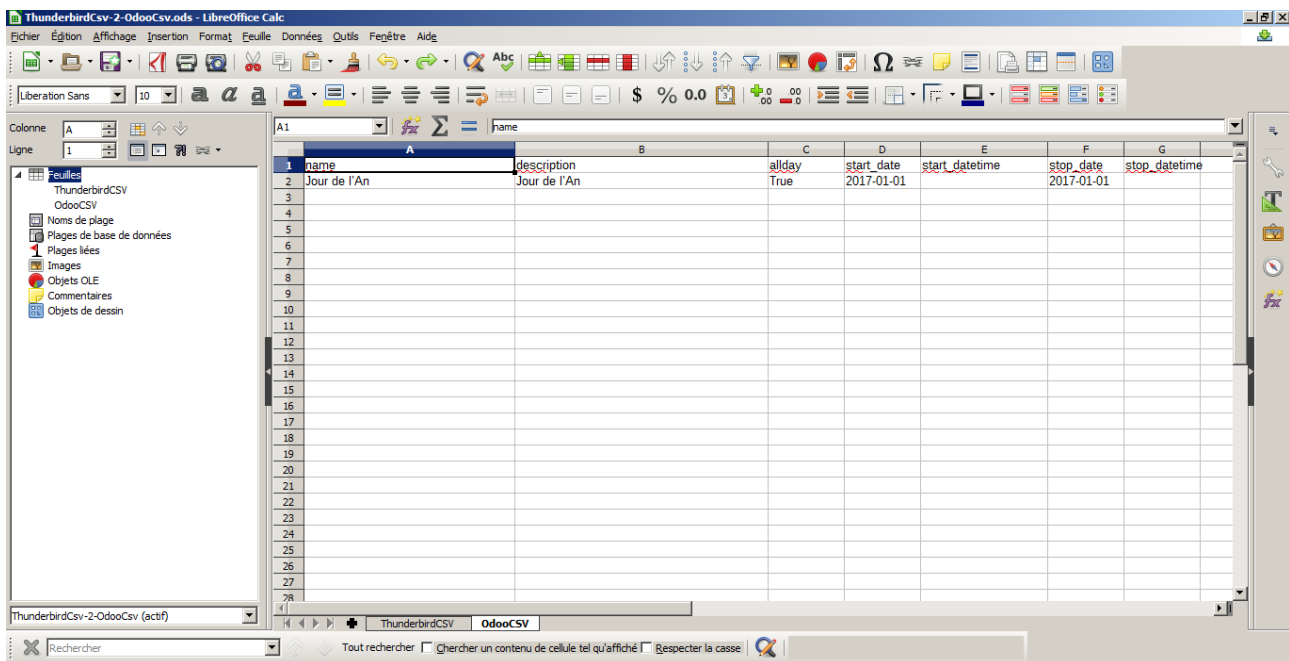 ThunderbirdCsv-2-OdooCsv.ods - LibreOffice Calc
Fichier Édition Affichage Insertion Format Feuille Données Outils Fenêtre Aide
Liberation Sans 10 a a a a $ % 0.0
Colonne A A1 name
Ligne 1
A B C D E F G
1 name description allday start_date start_datetime stop_date stop_datetime
2 Jour de l'An Jour de l'An True 2017-01-01 2017-01-01
3
4
5
6
7
8
9
10
11
12
13
14
15
16
17
18
19
20
21
22
23
24
25
26
27
28
Feuilles
ThunderbirdCSV
OdooCSV
Noms de plage
Plages de base de données
Plages liées
Images
Objets OLE
Commentaires
Objets de dessin
ThunderbirdCsv-2-OdooCsv (actif)
ThunderbirdCSV OdooCSV
Rechercher Tout rechercher Chercher un contenu de cellule tel qu'affiché Respecter la casse